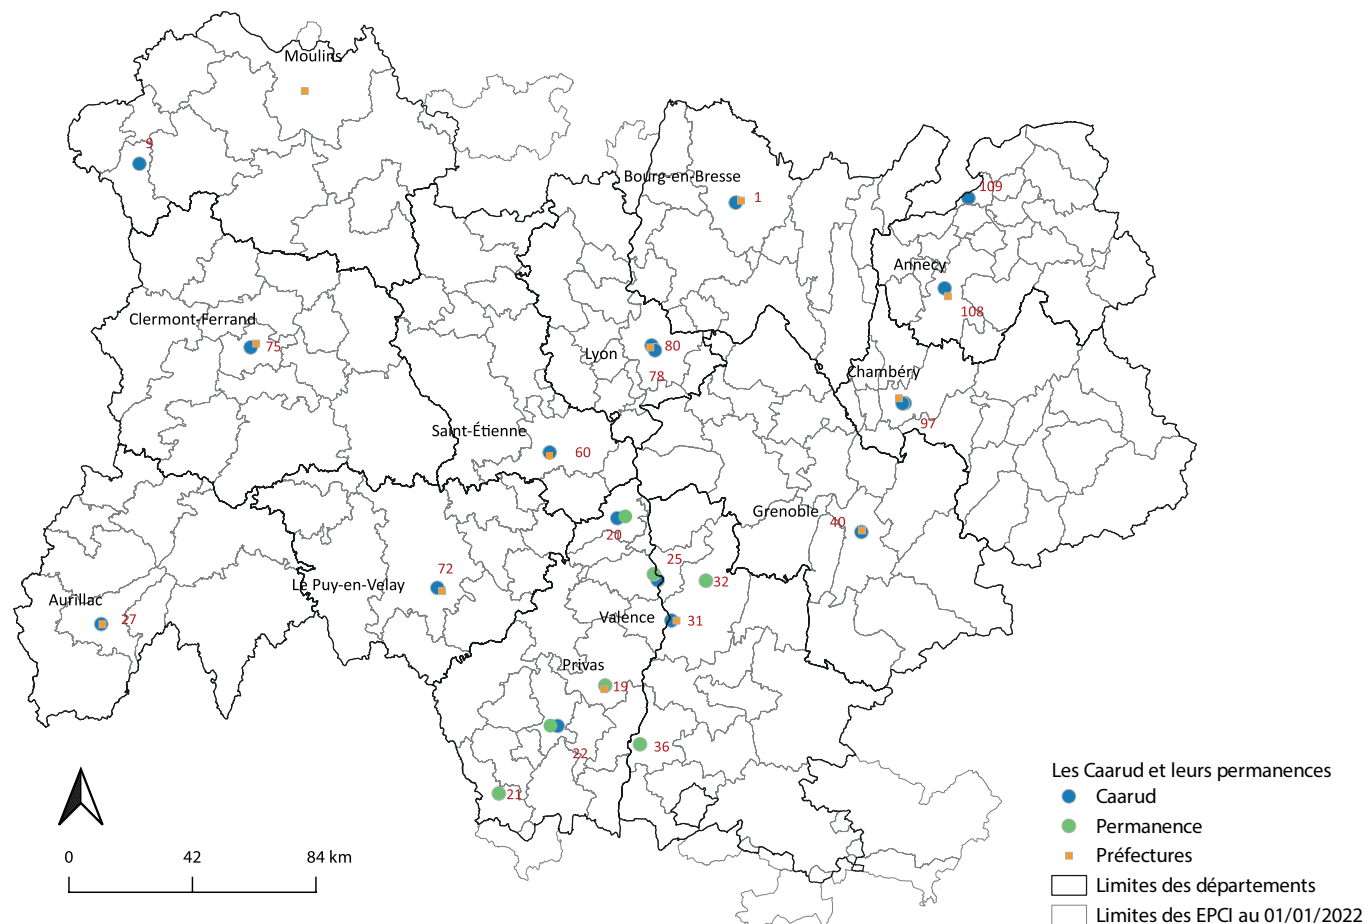 Moulins
9
Bourg-en-Bresse
1
109
Annecy
108
Clermont-Ferrand
75
Lyon
80
78
Chambéry
97
Saint-Étienne
60
Grenoble
40
20
25
32
72
Le Puy-en-Velay
Aurillac
27
Valence
31
Privas
19
22
36
21
0
42
84 km
Les Caarud et leurs permanences
Caarud
Permanence
Préfectures
Limites des départements
Limites des EPCI au 01/01/2022